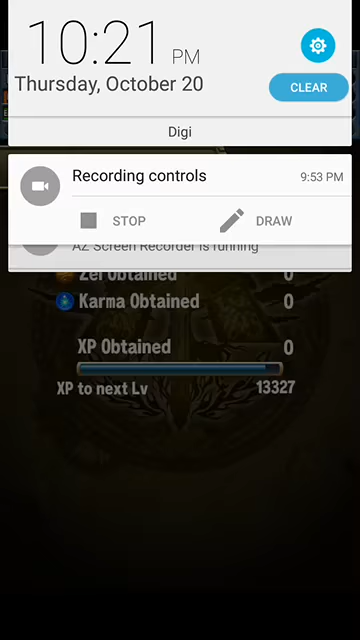 10:21 PM
Thursday, October 20
CLEAR
Digi
Recording controls
9:53 PM
STOP
DRAW
AZ Screen Recorder is running
Zel Obtained 0
Karma Obtained 0
XP Obtained 0
XP to next Lv 13327